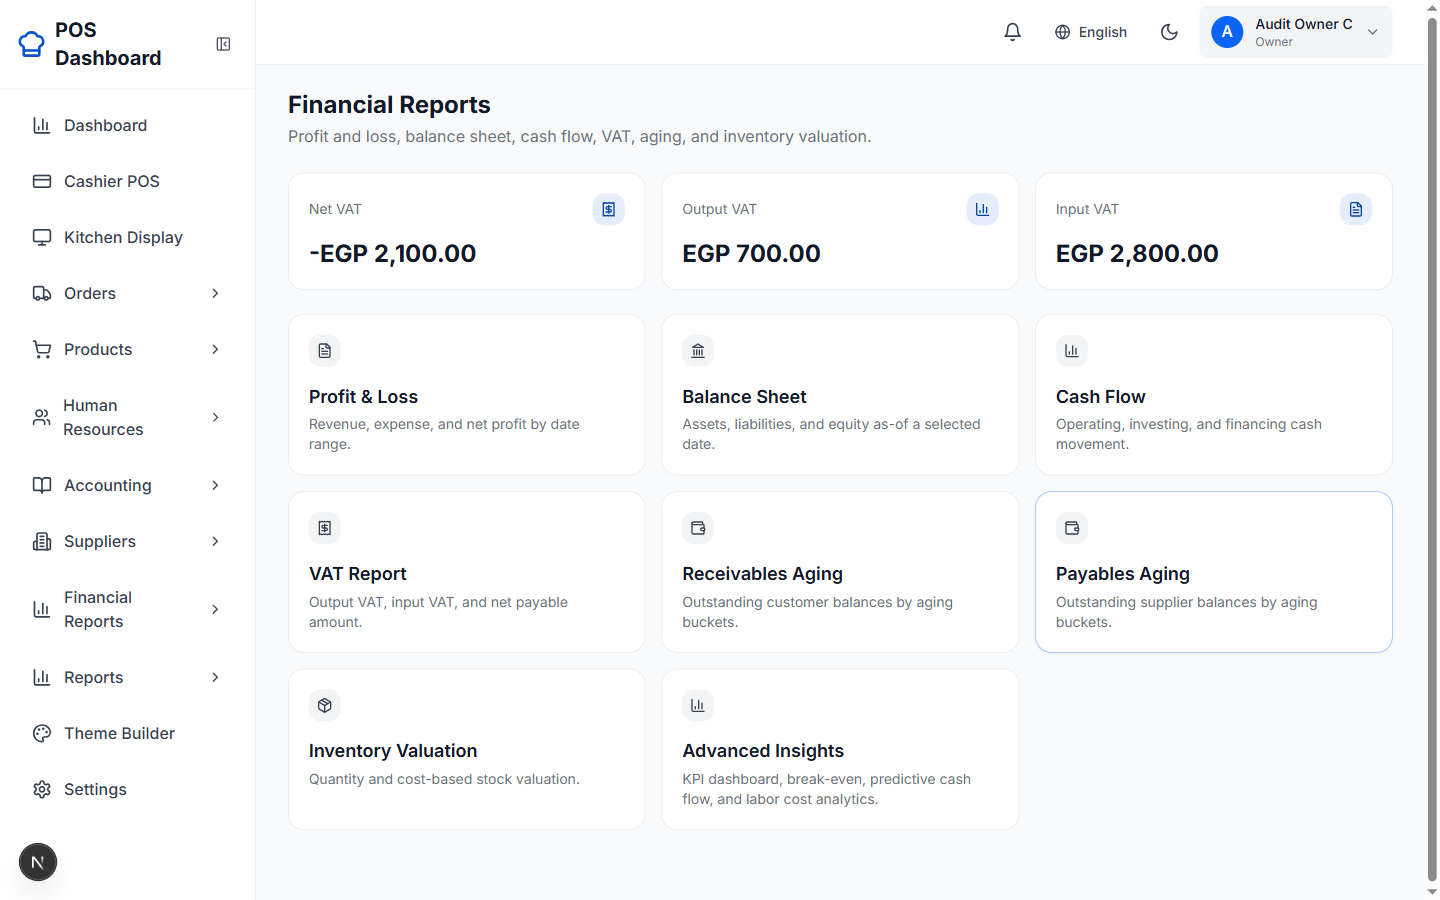 POS
Dashboard
English
A
Audit Owner C
Owner
Dashboard
Cashier POS
Kitchen Display
Orders
Products
Human
Resources
Accounting
Suppliers
Financial
Reports
Reports
Theme Builder
Settings
N
Financial Reports
Profit and loss, balance sheet, cash flow, VAT, aging, and inventory valuation.
Net VAT
-EGP 2,100.00
Output VAT
EGP 700.00
Input VAT
EGP 2,800.00
Profit & Loss
Revenue, expense, and net profit by date
range.
Balance Sheet
Assets, liabilities, and equity as-of a selected
date.
Cash Flow
Operating, investing, and financing cash
movement.
VAT Report
Output VAT, input VAT, and net payable
amount.
Receivables Aging
Outstanding customer balances by aging
buckets.
Payables Aging
Outstanding supplier balances by aging
buckets.
Inventory Valuation
Quantity and cost-based stock valuation.
Advanced Insights
KPI dashboard, break-even, predictive cash
flow, and labor cost analytics.